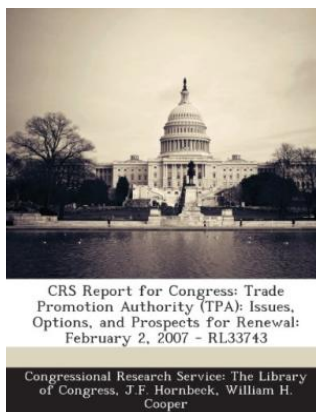 CRS Report for Congress: Trade
Promotion Authority (TPA): Issues,
Options, and Prospects for Renewal:
February 2, 2007 - RL33743
Congressional Research Service: The Library
of Congress, J.F. Hornbeck, William H.
Cooper